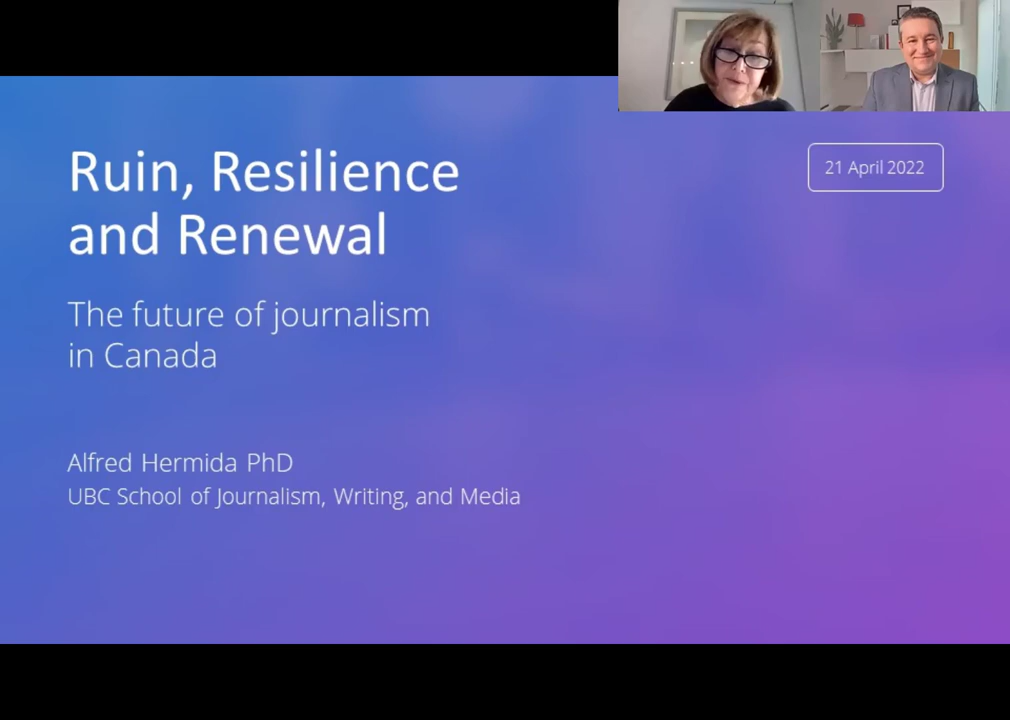 Ruin, Resilience
and Renewal
21 April 2022
The future of journalism
in Canada
Alfred Hermida PhD
UBC School of Journalism, Writing, and Media